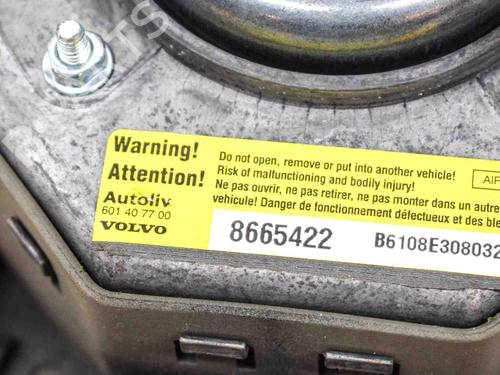 Warning!
Attention!
Autoliv
601 40 77 00
VOLVO
Do not open, remove or put into another vehicle!
Risk of malfunctioning and bodily injury!
Ne pas ouvrir, ne pas retirer, ne pas monter dans un autre
vehicule! Danger de fonctionnement défectueux et des ble
AIR
8665422
B6108E308032